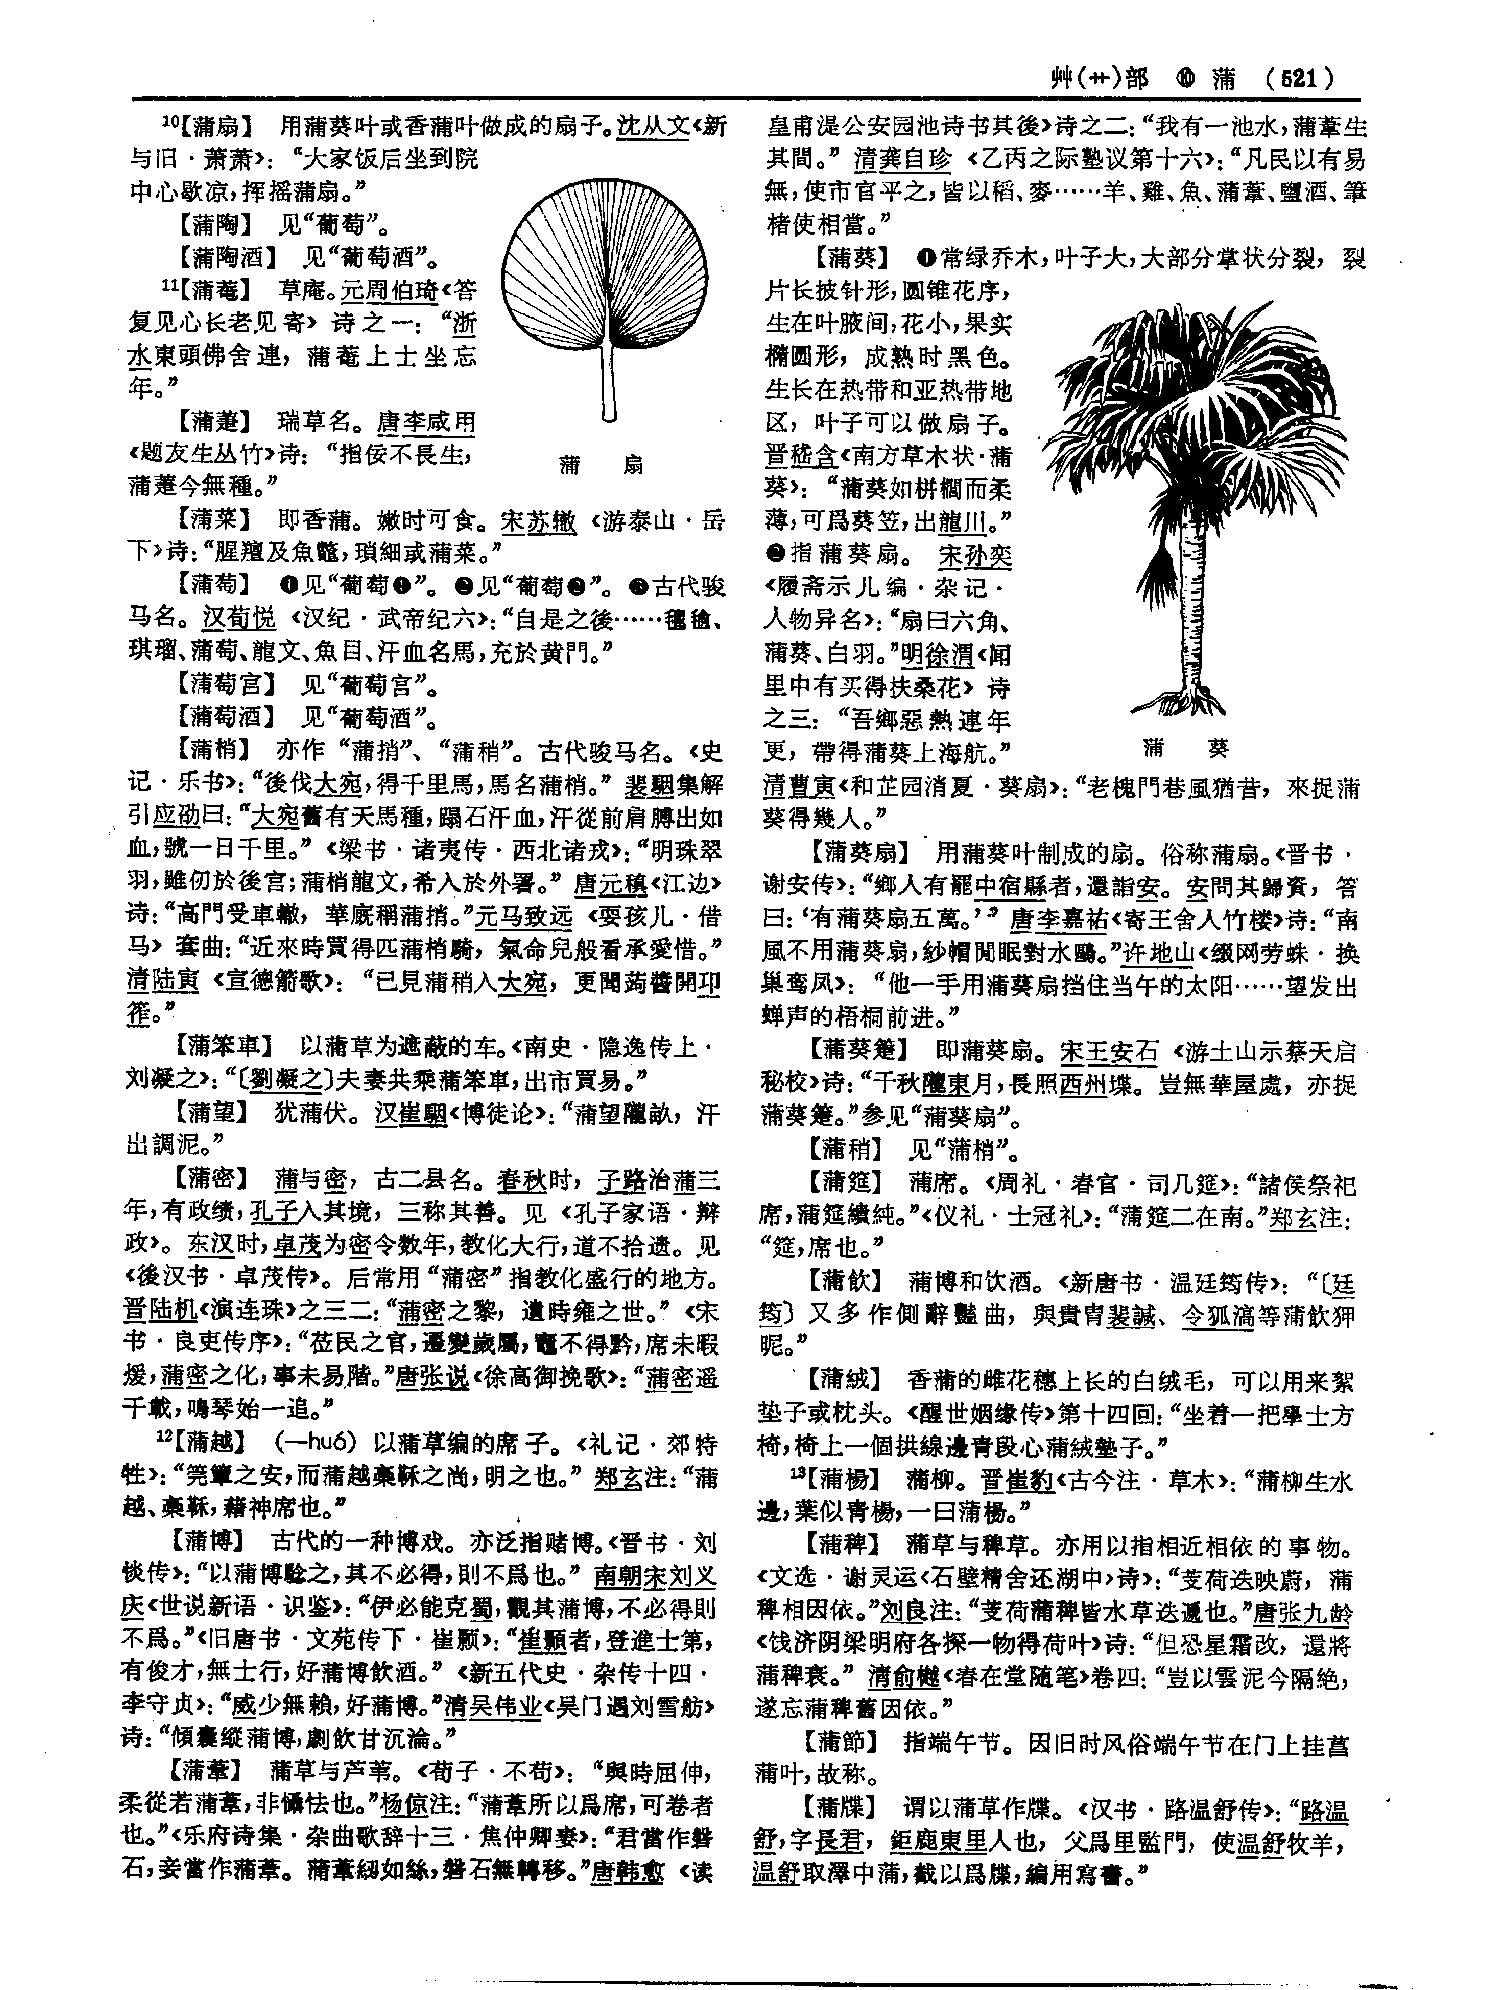 艸(艹)部 ⑩ 蒲 (521)
10【蒲扇】 用蒲葵叶或香蒲叶做成的扇子。沈从文《新
与旧·萧萧》：“大家饭后坐到院
中心歇凉，挥摇蒲扇。”
【蒲陶】 见“葡萄”。
【蒲陶酒】 见“葡萄酒”。
11【蒲菴】 草庵。元周伯琦《答
复见心长老见寄》诗之一：“浙
水東頭佛舍連，蒲菴上士坐忘
年。”
【蒲萐】 瑞草名。唐李咸用
《题友生丛竹》诗：“指佞不長生，
蒲萐今無種。”
蒲 扇
【蒲菜】 即香蒲。嫩时可食。宋苏辙《游泰山·岳
下》诗：“腥羶及魚鼈，瑣細或蒲菜。”
【蒲萄】 ❶见“葡萄❶”。❷见“葡萄❷”。❸古代骏
马名。汉荀悦《汉纪·武帝纪六》：“自是之後……
琪瑠、蒲萄、龍文、魚目、汗血名馬，充於黄門。”
【蒲萄宫】 见“葡萄宫”。
【蒲萄酒】 见“葡萄酒”。
【蒲梢】 亦作“蒲捎”、“蒲稍”。古代骏马名。《史
记·乐书》：“後伐大宛，得千里馬，馬名蒲梢。”裴駰集解
引应劭曰：“大宛舊有天馬種，蹋石汗血，汗從前肩膊出如
血，號一日千里。”《梁书·诸夷传·西北诸戎》：“明珠翠
羽，雖仞於後宮；蒲梢龍文，希入於外署。”唐元稹《江边》
诗：“高門受車轍，華厩稱蒲捎。”元马致远《耍孩儿·借
马》套曲：“近來時買得匹蒲梢騎，氣命兒般看承愛惜。”
清陆寅《宣德窰歌》：“已見蒲稍入大宛，更聞蒟醬開邛
筰。”
【蒲笨車】 以蒲草为遮蔽的车。《南史·隐逸传上·
刘凝之》：“〔劉凝之〕夫妻共乘蒲笨車，出市買易。”
【蒲望】 犹蒲伏。汉崔駰《博徒论》：“蒲望隴畝，汗
出調泥。”
【蒲密】 蒲与密，古二县名。春秋时，子路治蒲三
年，有政绩，孔子入其境，三称其善。见《孔子家语·辩
政》。东汉时，卓茂为密令数年，教化大行，道不拾遗。见
《後汉书·卓茂传》。后常用“蒲密”指教化盛行的地方。
晋陆机《演连珠》之三二：“蒲密之黎，遺時雍之世。”《宋
书·良吏传序》：“莅民之官，遷變歲屬，竈不得黔，席未暇
煖，蒲密之化，事未易階。”唐张说《徐高御挽歌》：“蒲密遥
千載，鳴琴始一追。”
12【蒲越】 (—huó) 以蒲草编的席子。《礼记·郊特
牲》：“莞簟之安，而蒲越槀鞂之尚，明之也。”郑玄注：“蒲
越、槀鞂，藉神席也。”
【蒲博】 古代的一种博戏。亦泛指赌博。《晋书·刘
惔传》：“以蒲博驗之，其不必得，則不爲也。”南朝宋刘义
庆《世说新语·识鉴》：“伊必能克蜀，觀其蒲博，不必得則
不爲。”《旧唐书·文苑传下·崔颢》：“崔顥者，登進士第，
有俊才，無士行，好蒲博飲酒。”《新五代史·杂传十四·
李守贞》：“威少無賴，好蒲博。”清吴伟业《吴门遇刘雪舫》
诗：“傾囊縱蒲博，劇飲甘沉淪。”
【蒲葦】 蒲草与芦苇。《荀子·不苟》：“與時屈伸，
柔從若蒲葦，非懾怯也。”杨倞注：“蒲葦所以爲席，可卷者
也。”《乐府诗集·杂曲歌辞十三·焦仲卿妻》：“君當作磐
石，妾當作蒲葦。蒲葦紉如絲，磐石無轉移。”唐韩愈《读
皇甫湜公安园池诗书其後》诗之二：“我有一池水，蒲葦生
其間。”清龚自珍《乙丙之际塾议第十六》：“凡民以有易
無，使市官平之，皆以稻、麥……羊、雞、魚、蒲葦、鹽酒、筆
楮使相當。”
【蒲葵】 ❶常绿乔木，叶子大，大部分掌状分裂，裂
片长披针形，圆锥花序，
生在叶腋间，花小，果实
椭圆形，成熟时黑色。
生长在热带和亚热带地
区，叶子可以做扇子。
晋嵇含《南方草木状·蒲
葵》：“蒲葵如栟櫚而柔
薄，可爲葵笠，出龍川。”
❷指蒲葵扇。宋孙奕
《履斋示儿编·杂记·
人物异名》：“扇曰六角、
蒲葵、白羽。”明徐渭《闻
里中有买得扶桑花》诗
之三：“吾鄉惡熱連年
更，帶得蒲葵上海航。”
蒲 葵
清曹寅《和芷园消夏·葵扇》：“老槐門巷風猶昔，來捉蒲
葵得幾人。”
【蒲葵扇】 用蒲葵叶制成的扇。俗称蒲扇。《晋书·
谢安传》：“鄉人有罷中宿縣者，還詣安。安問其歸資，答
曰：‘有蒲葵扇五萬。’”唐李嘉祐《寄王舍人竹楼》诗：“南
風不用蒲葵扇，紗帽閒眠對水鷗。”许地山《缀网劳蛛·换
巢鸾凤》：“他一手用蒲葵扇挡住当午的太阳……望发出
蝉声的梧桐前进。”
【蒲葵箑】 即蒲葵扇。宋王安石《游土山示蔡天启
秘校》诗：“千秋隴東月，長照西州堞。豈無華屋處，亦捉
蒲葵箑。”参见“蒲葵扇”。
【蒲稍】 见“蒲梢”。
【蒲筵】 蒲席。《周礼·春官·司几筵》：“諸侯祭祀
席，蒲筵繢純。”《仪礼·士冠礼》：“蒲筵二在南。”郑玄注：
“筵，席也。”
【蒲飲】 蒲博和饮酒。《新唐书·温廷筠传》：“〔廷
筠〕又多作側辭豔曲，與貴胄裴諴、令狐滈等蒲飲狎
昵。”
【蒲絨】 香蒲的雌花穗上长的白绒毛，可以用来絮
垫子或枕头。《醒世姻缘传》第十四回：“坐着一把學士方
椅，椅上一個拱線邊青段心蒲絨墊子。”
13【蒲楊】 蒲柳。晋崔豹《古今注·草木》：“蒲柳生水
邊，葉似青楊，一曰蒲楊。”
【蒲稗】 蒲草与稗草。亦用以指相近相依的事物。
《文选·谢灵运〈石壁精舍还湖中〉诗》：“芰荷迭映蔚，蒲
稗相因依。”刘良注：“芰荷蒲稗皆水草迭遞也。”唐张九龄
《饯济阴梁明府各探一物得荷叶》诗：“但恐星霜改，還將
蒲稗衰。”清俞樾《春在堂随笔》卷四：“豈以雲泥今隔絶，
遂忘蒲稗舊因依。”
【蒲節】 指端午节。因旧时风俗端午节在门上挂菖
蒲叶，故称。
【蒲牒】 谓以蒲草作牒。《汉书·路温舒传》：“路温
舒，字長君，鉅鹿東里人也，父爲里監門，使温舒牧羊，
温舒取澤中蒲，截以爲牒，編用寫書。”